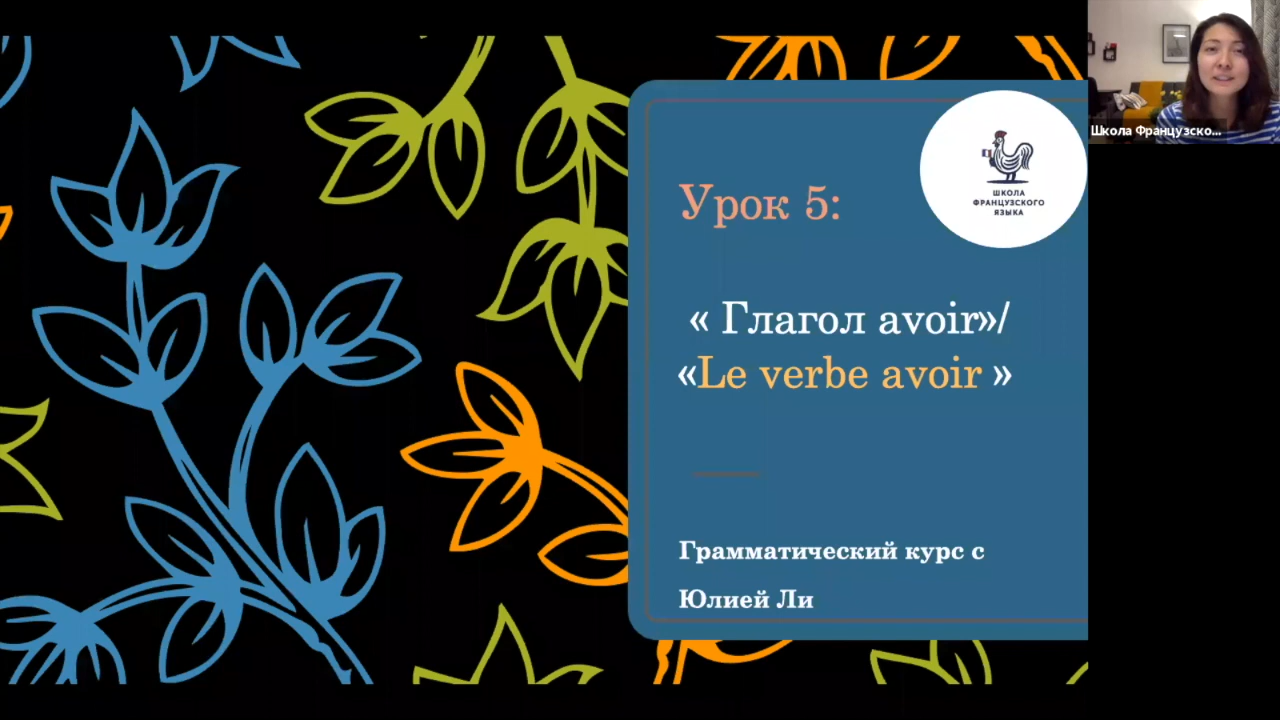 Урок 5:
« Глагол avoir»/
«Le verbe avoir »
Грамматический курс с
Юлией Ли
ШКОЛА
ФРАНЦУЗСКОГО
ЯЗЫКА
Школа Французско...